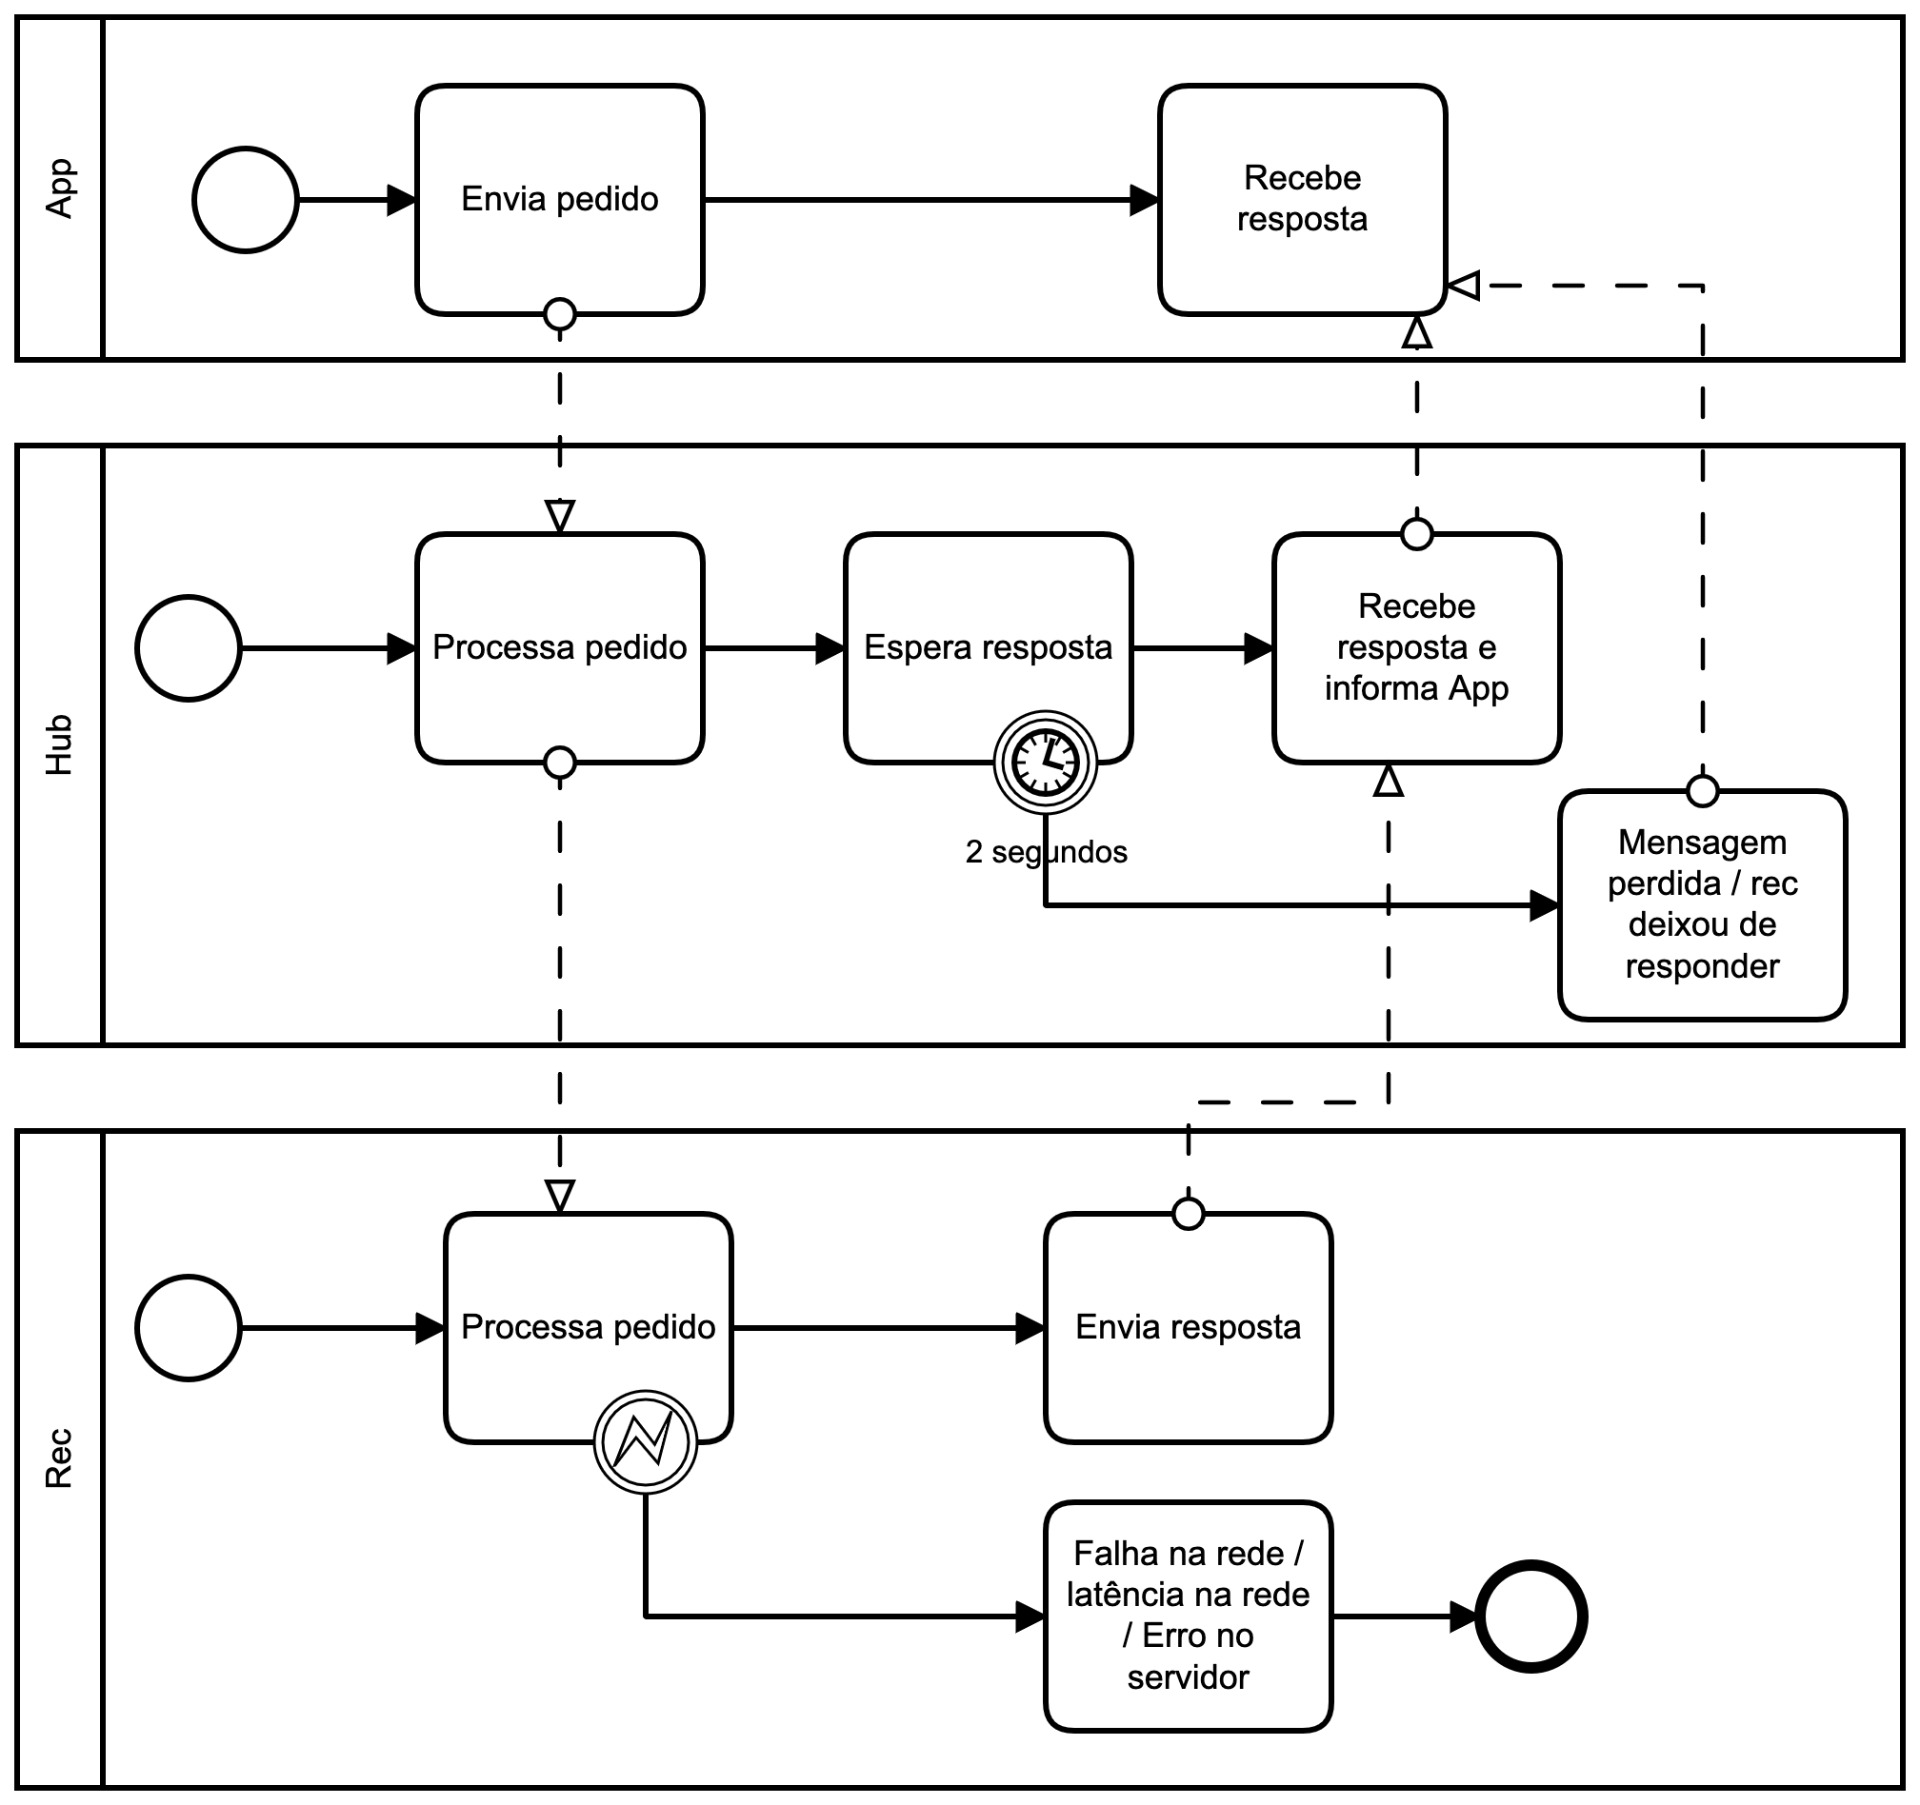 App
Envia pedido
Recebe
resposta
Hub
Processa pedido
Espera resposta
Recebe
resposta e
informa App
2 segundos
Mensagem
perdida / rec
deixou de
responder
Rec
Processa pedido
Envia resposta
Falha na rede /
latência na rede
/ Erro no
servidor